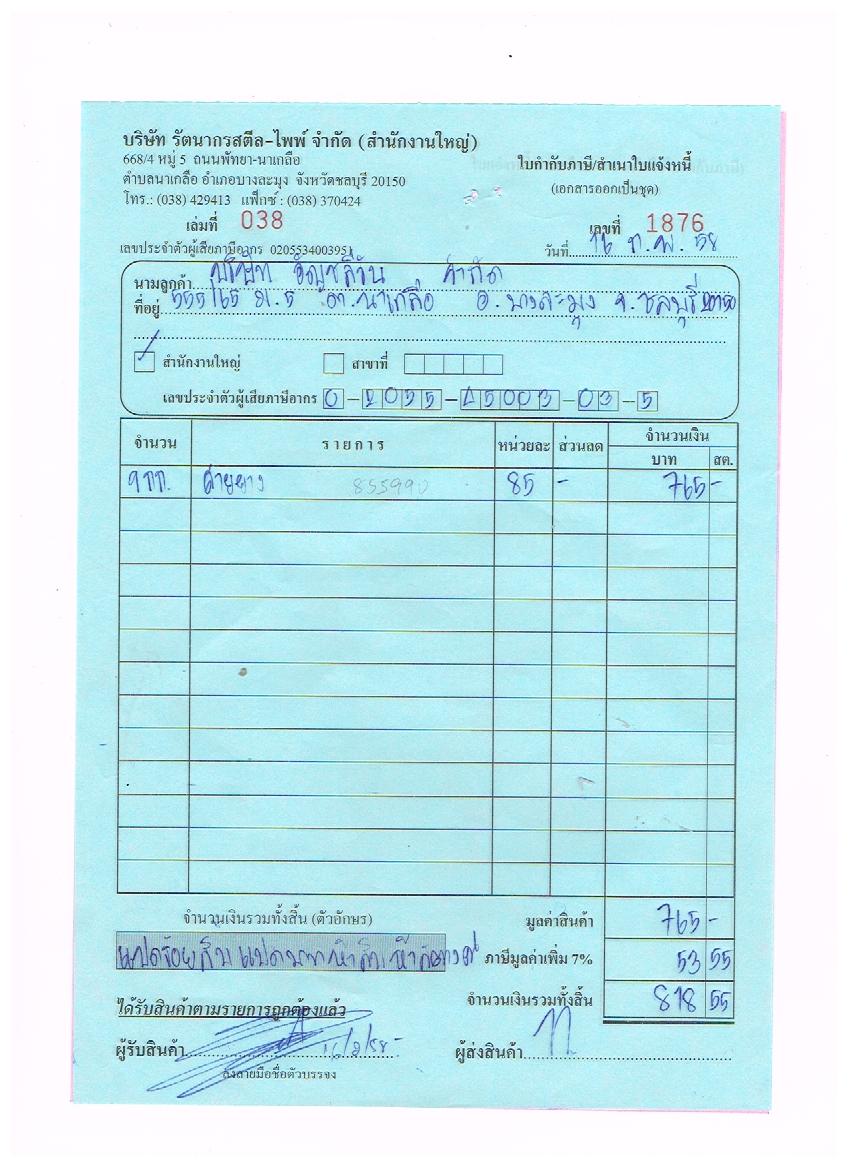 บริษัท รัตนากรสตีล-ไพพ์ จำกัด (สำนักงานใหญ่)
668/4 หมู่ 5 ถนนพัทยา-นาเกลือ
ตำบลนาเกลือ อำเภอบางละมุง จังหวัดชลบุรี 20150
โทร.: (038) 429413 แฟ็กซ์ : (038) 370424
ใบกำกับภาษี/สำเนาใบแจ้งหนี้
(เอกสารออกเป็นชุด)
เล่มที่ 038
เลขที่ 1876
เลขประจำตัวผู้เสียภาษีอากร 0205534003951
วันที่ 16 ก.พ. 58
นามลูกค้า บริษัท จำกัด
ที่อยู่ 555/65 ม.5 ต.นาเกลือ อ.บางละมุง จ.ชลบุรี 20150
สำนักงานใหญ่ สาขาที่
เลขประจำตัวผู้เสียภาษีอากร 0-2055-45003-03-5
จำนวน รายการ หน่วยละ ส่วนลด จำนวนเงิน
บาท สต.
9 กก. สายยาง 855990 85 - 765 -
จำนวนเงินรวมทั้งสิ้น (ตัวอักษร)
มูลค่าสินค้า 765 -
แปดร้อยสิบแปดบาทห้าสิบห้าสตางค์ ภาษีมูลค่าเพิ่ม 7% 53 55
จำนวนเงินรวมทั้งสิ้น 818 55
ได้รับสินค้าตามรายการถูกต้องแล้ว
ผู้รับสินค้า 16/2/58
ผู้ส่งสินค้า
ลงลายมือชื่อตัวบรรจง